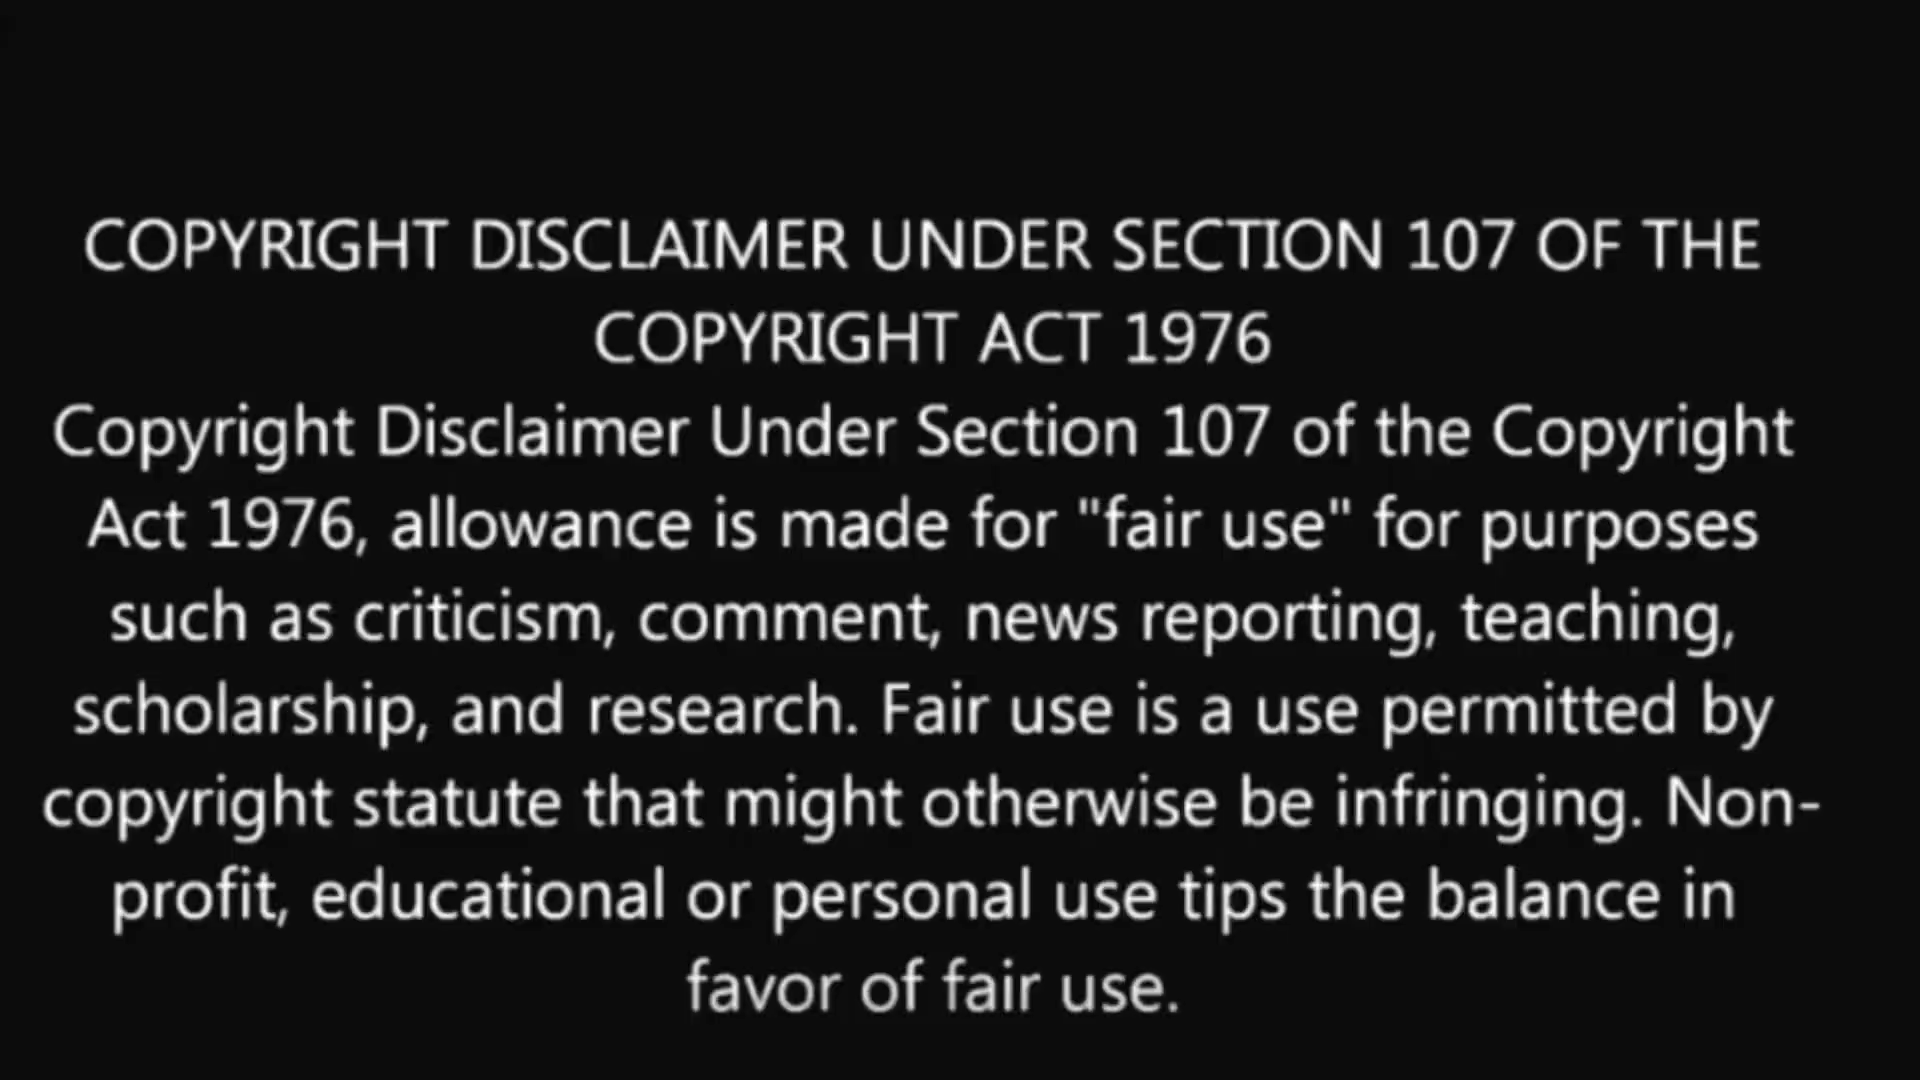 COPYRIGHT DISCLAIMER UNDER SECTION 107 OF THE
COPYRIGHT ACT 1976
Copyright Disclaimer Under Section 107 of the Copyright
Act 1976, allowance is made for "fair use" for purposes
such as criticism, comment, news reporting, teaching,
scholarship, and research. Fair use is a use permitted by
copyright statute that might otherwise be infringing. Non-
profit, educational or personal use tips the balance in
favor of fair use.